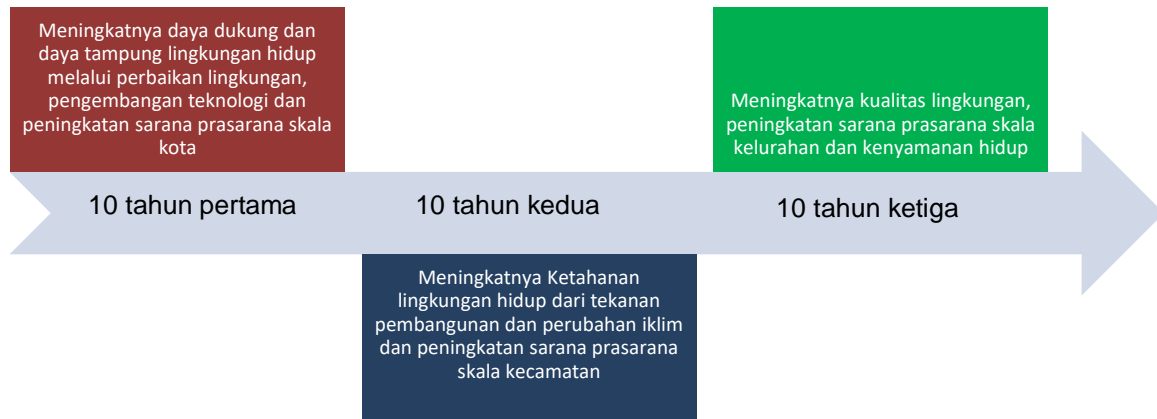 Meningkatnya daya dukung dan
daya tampung lingkungan hidup
melalui perbaikan lingkungan,
pengembangan teknologi dan
peningkatan sarana prasarana skala
kota
Meningkatnya kualitas lingkungan,
peningkatan sarana prasarana skala
kelurahan dan kenyamanan hidup
10 tahun pertama
10 tahun kedua
10 tahun ketiga
Meningkatnya Ketahanan
lingkungan hidup dari tekanan
pembangunan dan perubahan iklim
dan peningkatan sarana prasarana
skala kecamatan